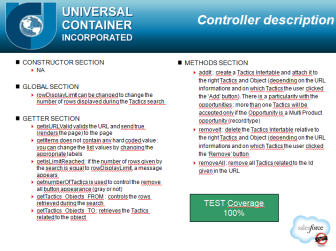 UNIVERSAL
CONTAINER
INCORPORATED
Controller description
CONSTRUCTOR SECTION
NA
GLOBAL SECTION
rowDisplayLimit can be changed to change the
number of rows displayed during the Tactics search
GETTER SECTION
getisURLValid valids the URL and send true
(renders the page) to the page
getItems does not contain any hard coded value :
you can change the list values by changing the
appropriate labels
getisLimitReached : if the number of rows given by
the search is equal to rowDisplayLimit, a message
appears.
getnumberOfTactics is used to control the remove
all button appearance (gray or not)
getTactics_Objects_FROM : controls the rows
retrieved during the search
getTactics_Objects_TO : retrieves the Tactics
related to the object.
METHODS SECTION
addIt : create a Tactics Intertable and attach it to
the right Tactics and Object (depending on the URL
informations and on which Tactics the user clicked
the 'Add' button). There is a particularity with the
opportunities : more than one Tactics will be
accepted only if the Opportunity is a Multi Product
opportunity (recordtype)
removeIt : delete the Tactics Intertable relative to
the right Tactics and Object (depending on the URL
informations and on which Tactics the user clicked
the 'Remove' button.
removeAll : remove all Tactics related to the Id
given in the URL
TEST Coverage
100%
salesforce